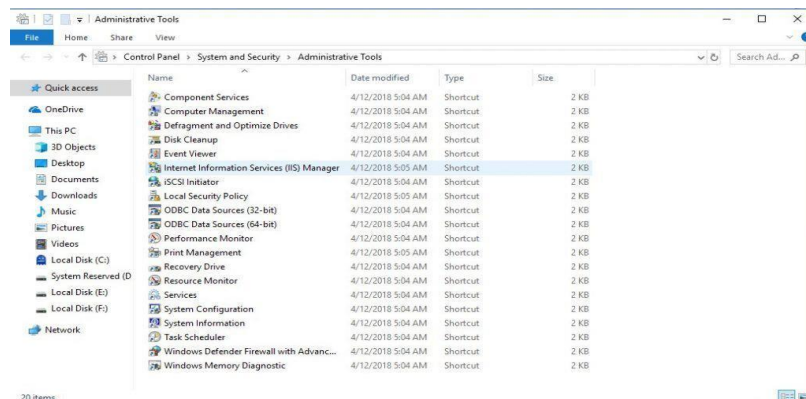 Administrative Tools
File Home Share View
Control Panel > System and Security > Administrative Tools
Search Ad...
Name Date modified Type Size
Quick access
OneDrive
This PC
3D Objects
Desktop
Documents
Downloads
Music
Pictures
Videos
Local Disk (C:)
System Reserved (D
Local Disk (E:)
Local Disk (F:)
Network
Component Services 4/12/2018 5:04 AM Shortcut 2 KB
Computer Management 4/12/2018 5:04 AM Shortcut 2 KB
Defragment and Optimize Drives 4/12/2018 5:04 AM Shortcut 2 KB
Disk Cleanup 4/12/2018 5:04 AM Shortcut 2 KB
Event Viewer 4/12/2018 5:04 AM Shortcut 2 KB
Internet Information Services (IIS) Manager 4/12/2018 5:05 AM Shortcut 2 KB
iSCSI Initiator 4/12/2018 5:04 AM Shortcut 2 KB
Local Security Policy 4/12/2018 5:05 AM Shortcut 2 KB
ODBC Data Sources (32-bit) 4/12/2018 5:04 AM Shortcut 2 KB
ODBC Data Sources (64-bit) 4/12/2018 5:04 AM Shortcut 2 KB
Performance Monitor 4/12/2018 5:04 AM Shortcut 2 KB
Print Management 4/12/2018 5:05 AM Shortcut 2 KB
Recovery Drive 4/12/2018 5:04 AM Shortcut 2 KB
Resource Monitor 4/12/2018 5:04 AM Shortcut 2 KB
Services 4/12/2018 5:04 AM Shortcut 2 KB
System Configuration 4/12/2018 5:04 AM Shortcut 2 KB
System Information 4/12/2018 5:04 AM Shortcut 2 KB
Task Scheduler 4/12/2018 5:04 AM Shortcut 2 KB
Windows Defender Firewall with Advanc... 4/12/2018 5:04 AM Shortcut 2 KB
Windows Memory Diagnostic 4/12/2018 5:04 AM Shortcut 2 KB
20 items